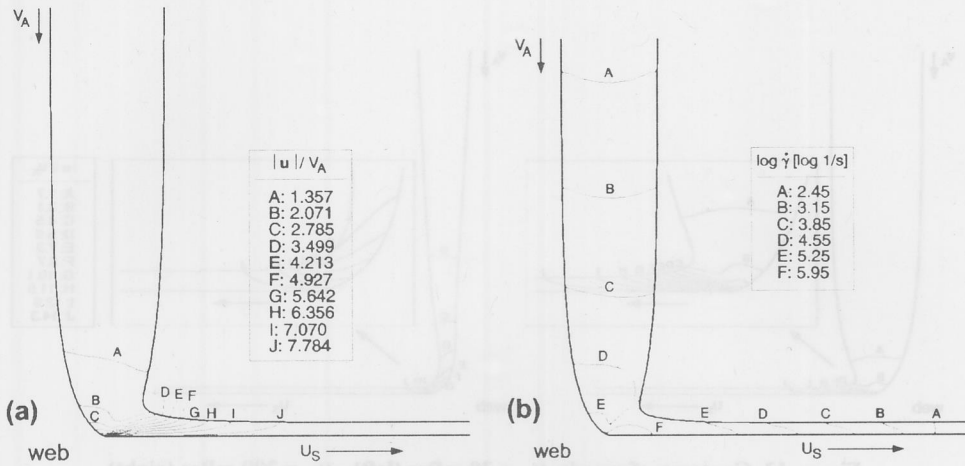 V_A
|u| / V_A
A: 1.357
B: 2.071
C: 2.785
D: 3.499
E: 4.213
F: 4.927
G: 5.642
H: 6.356
I: 7.070
J: 7.784
A
B
C
D E F
G H I J
(a)
web
U_S
V_A
A
B
C
D
E
F
E D C B A
log γ̇ [log 1/s]
A: 2.45
B: 3.15
C: 3.85
D: 4.55
E: 5.25
F: 5.95
(b)
web
U_S